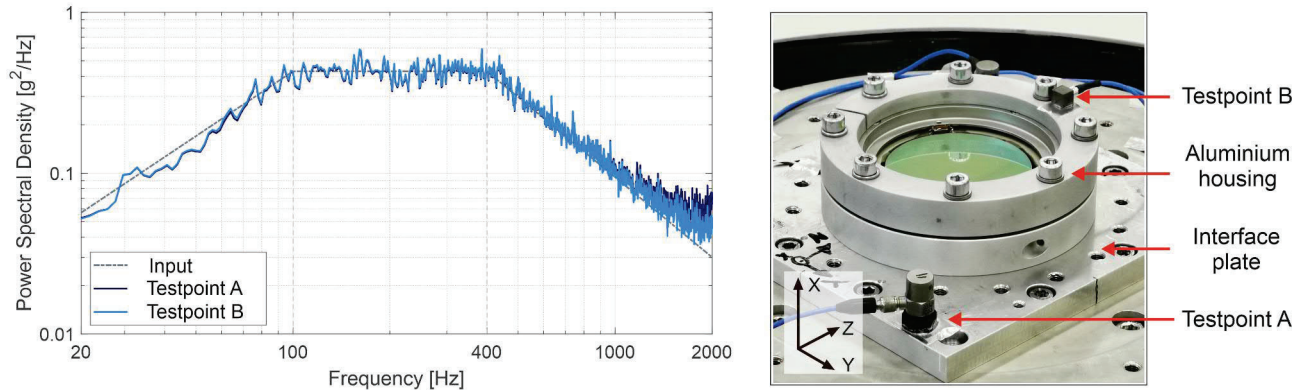 Power Spectral Density [g²/Hz]
1
0.1
0.01
Input
Testpoint A
Testpoint B
20
100
400
1000
2000
Frequency [Hz]
Testpoint B
Aluminium
housing
Interface
plate
Testpoint A
X
Z
Y